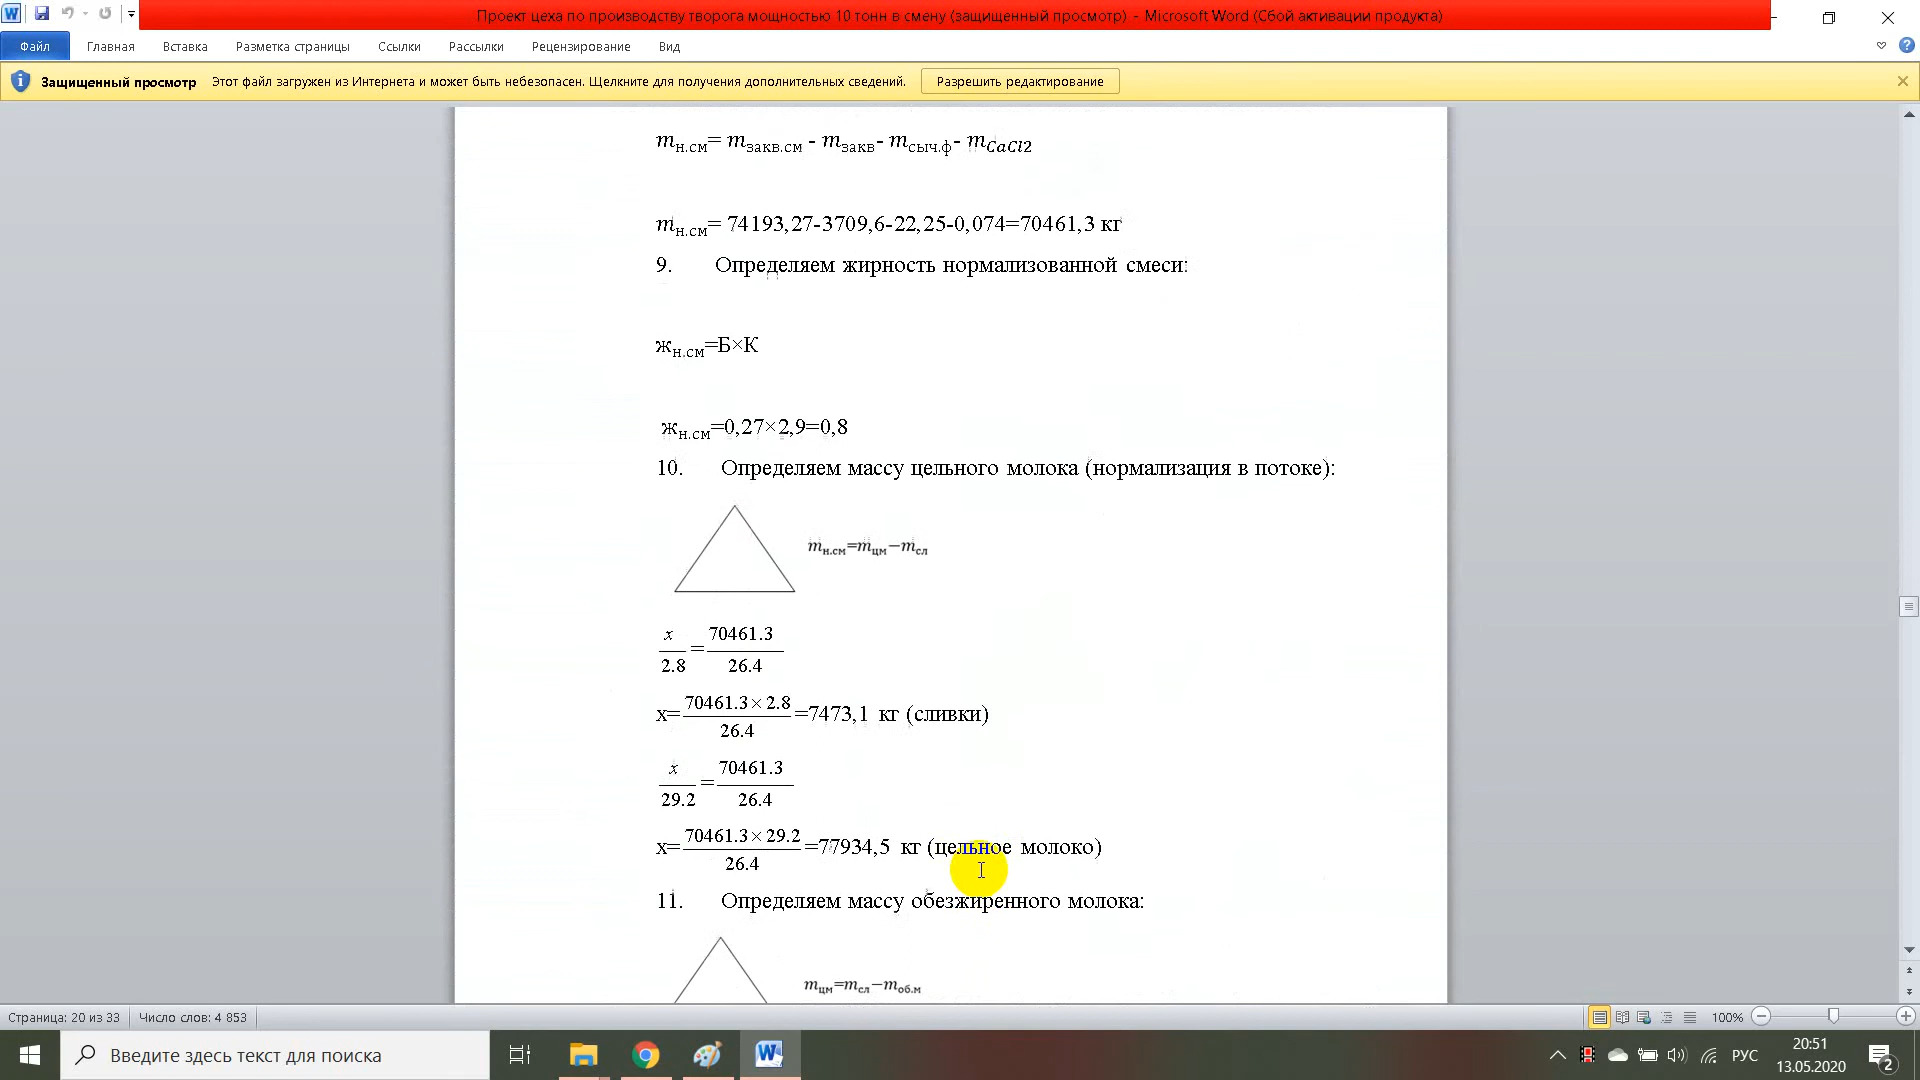 Проект цеха по производству творога мощностью 10 тонн в смену (защищенный просмотр) - Microsoft Word (Сбой активации продукта)
Файл Главная Вставка Разметка страницы Ссылки Рассылки Рецензирование Вид
Защищенный просмотр Этот файл загружен из Интернета и может быть небезопасен. Щелкните для получения дополнительных сведений. Разрешить редактирование
mн.см= mзакв.см - mзакв- mсыч.ф- mCaCl2
mн.см= 74193,27-3709,6-22,25-0,074=70461,3 кг
9. Определяем жирность нормализованной смеси:
жн.см=Б×К
жн.см=0,27×2,9=0,8
10. Определяем массу цельного молока (нормализация в потоке):
mн.см=mцм−mсл
x/2.8=70461.3/26.4
х=70461.3×2.8/26.4=7473,1 кг (сливки)
x/29.2=70461.3/26.4
х=70461.3×29.2/26.4=77934,5 кг (цельное молоко)
11. Определяем массу обезжиренного молока:
mцм=mсл−mоб.м
Страница: 20 из 33 Число слов: 4 853 100%
Введите здесь текст для поиска РУС 20:51
13.05.2020 2